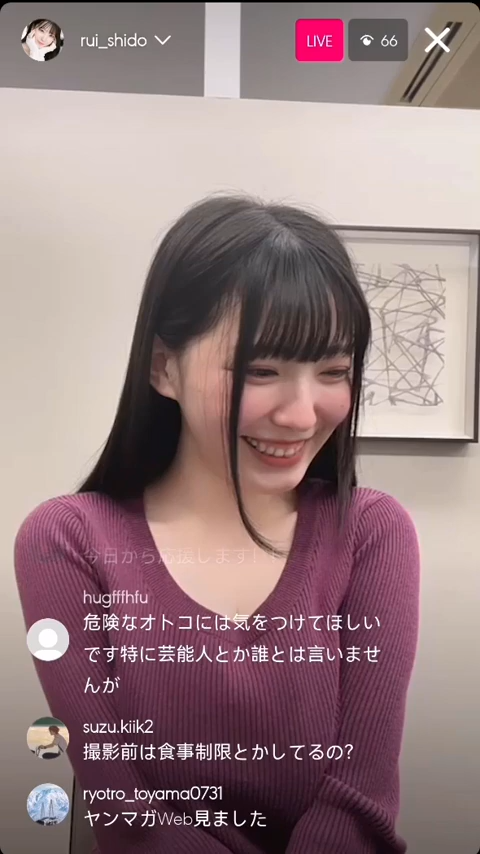 rui_shido
LIVE
66
今日から応援します!
hugfffhfu
危険なオトコには気をつけてほしい
です特に芸能人とか誰とは言いませ
んが
suzu.kiik2
撮影前は食事制限とかしてるの?
ryotro_toyama0731
ヤンマガWeb見ました